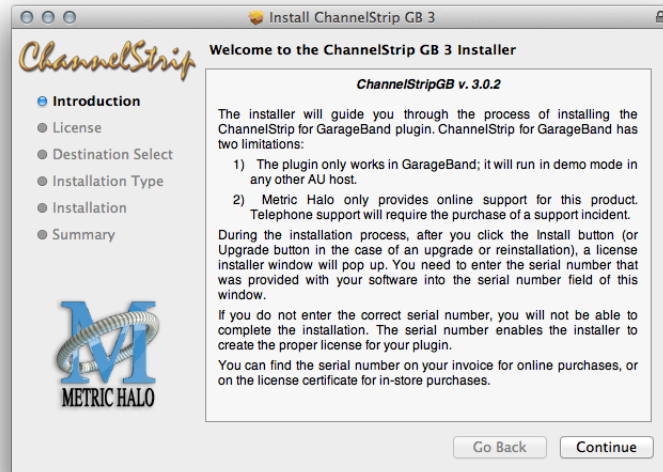 Install ChannelStrip GB 3
ChannelStrip
Introduction
License
Destination Select
Installation Type
Installation
Summary
METRIC HALO
Welcome to the ChannelStrip GB 3 Installer
ChannelStripGB v. 3.0.2
The installer will guide you through the process of installing the
ChannelStrip for GarageBand plugin. ChannelStrip for GarageBand has
two limitations:
1) The plugin only works in GarageBand; it will run in demo mode in
any other AU host.
2) Metric Halo only provides online support for this product.
Telephone support will require the purchase of a support incident.
During the installation process, after you click the Install button (or
Upgrade button in the case of an upgrade or reinstallation), a license
installer window will pop up. You need to enter the serial number that
was provided with your software into the serial number field of this
window.
If you do not enter the correct serial number, you will not be able to
complete the installation. The serial number enables the installer to
create the proper license for your plugin.
You can find the serial number on your invoice for online purchases, or
on the license certificate for in-store purchases.
Go Back
Continue